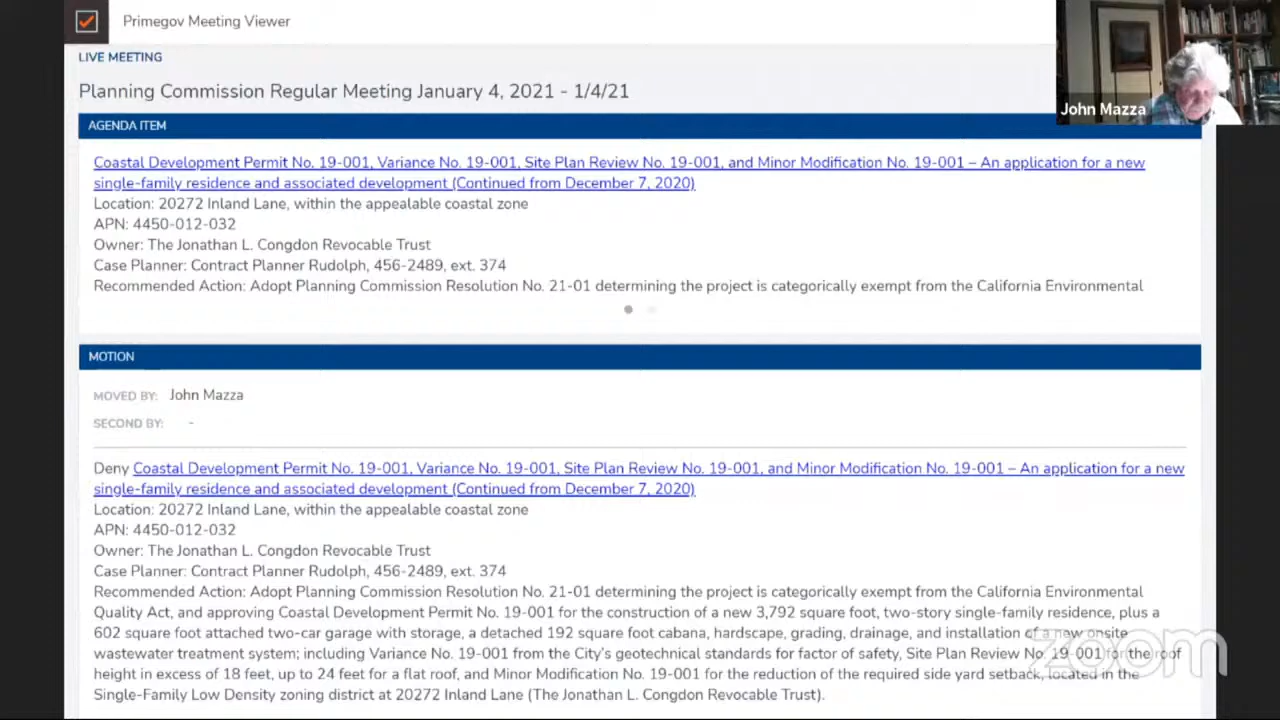 Primegov Meeting Viewer
LIVE MEETING
Planning Commission Regular Meeting January 4, 2021 - 1/4/21
John Mazza
AGENDA ITEM
Coastal Development Permit No. 19-001, Variance No. 19-001, Site Plan Review No. 19-001, and Minor Modification No. 19-001 – An application for a new
single-family residence and associated development (Continued from December 7, 2020)
Location: 20272 Inland Lane, within the appealable coastal zone
APN: 4450-012-032
Owner: The Jonathan L. Congdon Revocable Trust
Case Planner: Contract Planner Rudolph, 456-2489, ext. 374
Recommended Action: Adopt Planning Commission Resolution No. 21-01 determining the project is categorically exempt from the California Environmental
MOTION
MOVED BY: John Mazza
SECOND BY: -
Deny Coastal Development Permit No. 19-001, Variance No. 19-001, Site Plan Review No. 19-001, and Minor Modification No. 19-001 – An application for a new
single-family residence and associated development (Continued from December 7, 2020)
Location: 20272 Inland Lane, within the appealable coastal zone
APN: 4450-012-032
Owner: The Jonathan L. Congdon Revocable Trust
Case Planner: Contract Planner Rudolph, 456-2489, ext. 374
Recommended Action: Adopt Planning Commission Resolution No. 21-01 determining the project is categorically exempt from the California Environmental
Quality Act, and approving Coastal Development Permit No. 19-001 for the construction of a new 3,792 square foot, two-story single-family residence, plus a
602 square foot attached two-car garage with storage, a detached 192 square foot cabana, hardscape, grading, drainage, and installation of a new onsite
wastewater treatment system; including Variance No. 19-001 from the City's geotechnical standards for factor of safety, Site Plan Review No. 19-001 for the roof
height in excess of 18 feet, up to 24 feet for a flat roof, and Minor Modification No. 19-001 for the reduction of the required side yard setback, located in the
Single-Family Low Density zoning district at 20272 Inland Lane (The Jonathan L. Congdon Revocable Trust).
zoom